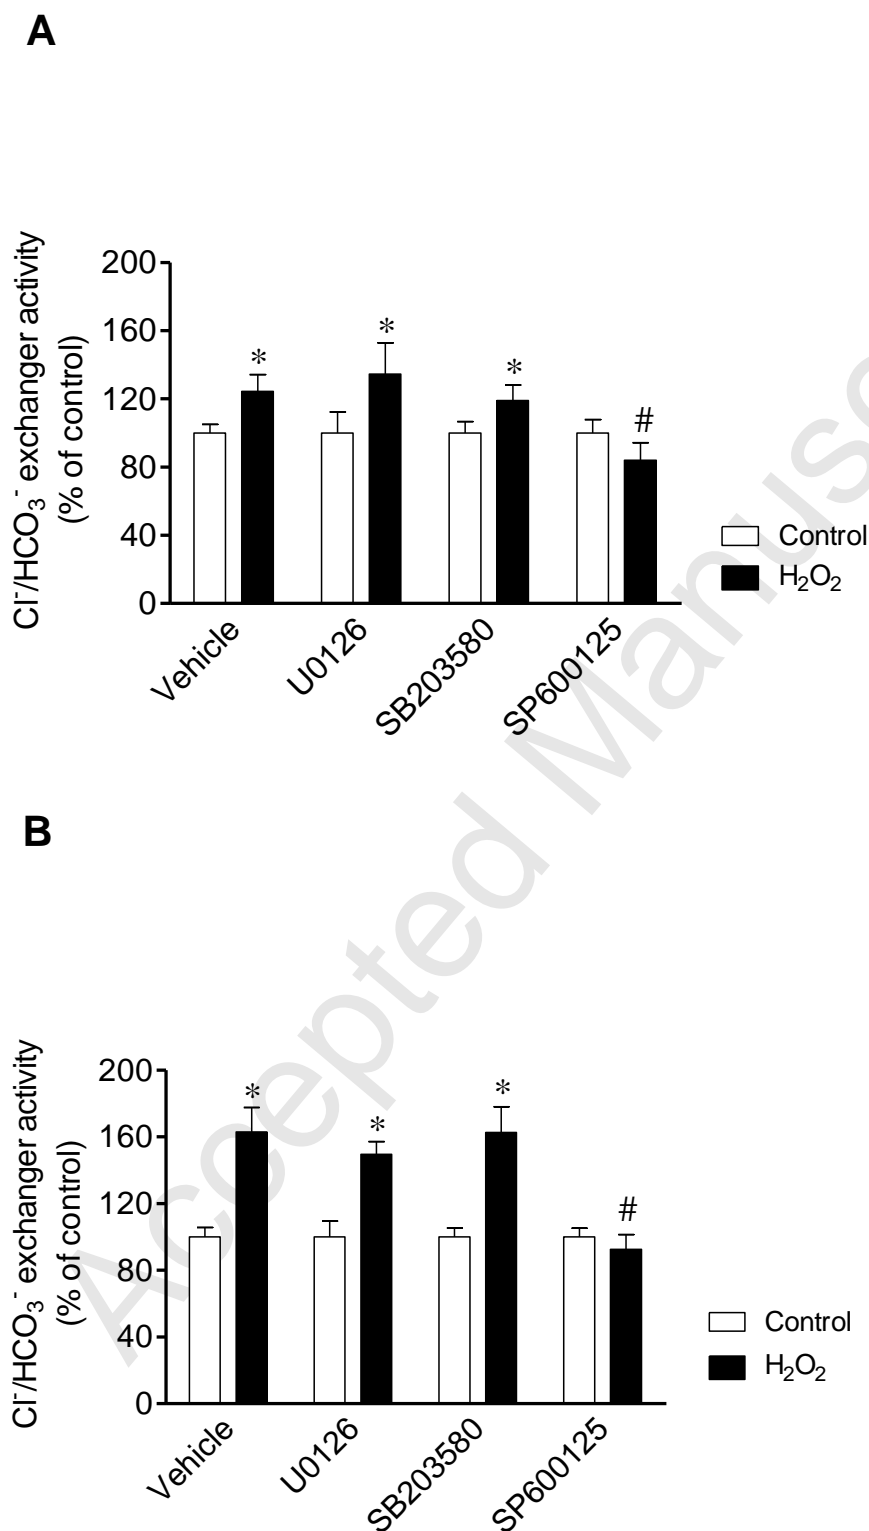 A
Cl⁻/HCO₃⁻ exchanger activity
(% of control)
200
160
120
80
40
0
*
*
*
#
Control
H₂O₂
Vehicle
U0126
SB203580
SP600125
B
Cl⁻/HCO₃⁻ exchanger activity
(% of control)
200
160
120
80
40
0
*
*
*
#
Control
H₂O₂
Vehicle
U0126
SB203580
SP600125
Accepted Manus